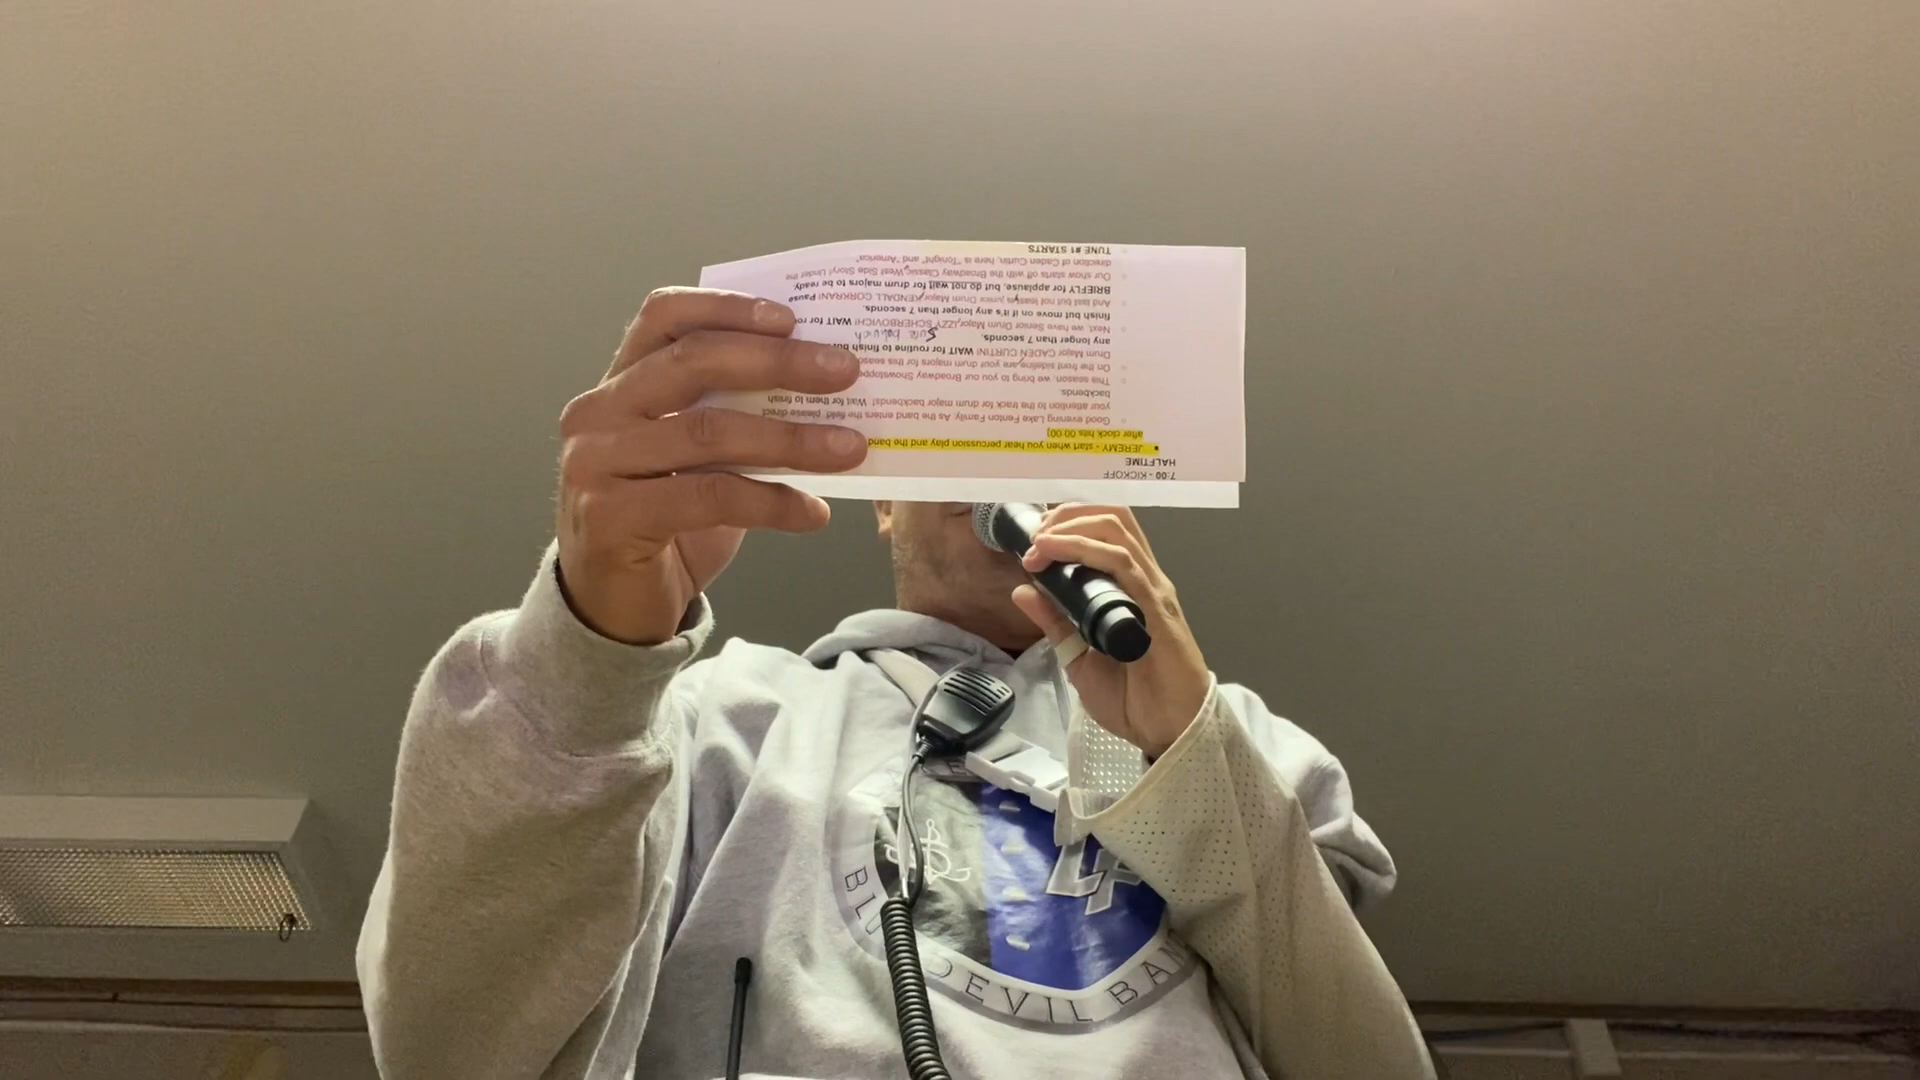 7:00 - KICKOFF
HALFTIME
JEREMY - start when you hear percussion play and the band
after clock hits 00:00)
Good evening Lake Fenton Family. As the band enters the field, please direct
your attention to the track for drum major backbends! Wait for them to finish
backbends.
This season, we bring to you our Broadway
On the front sideline are your drum majors for this
Drum Major CADEN CURTIN! WAIT for routine to finish but
any longer than 7 seconds.
Next, we have Senior Drum Major IZZY SCHERBOVICH! WAIT for
finish but move on if it's any longer than 7 seconds.
And last but not least, junior Drum Major KENDALL CORKRAN! Pause
BRIEFLY for applause, but do not wait for drum majors to be ready.
Our show starts off with the Broadway Classic, West Side Story! Under the
direction of Caden Curtin, here is "Tonight" and "America"
TUNE #1 STARTS
LF
DEVIL